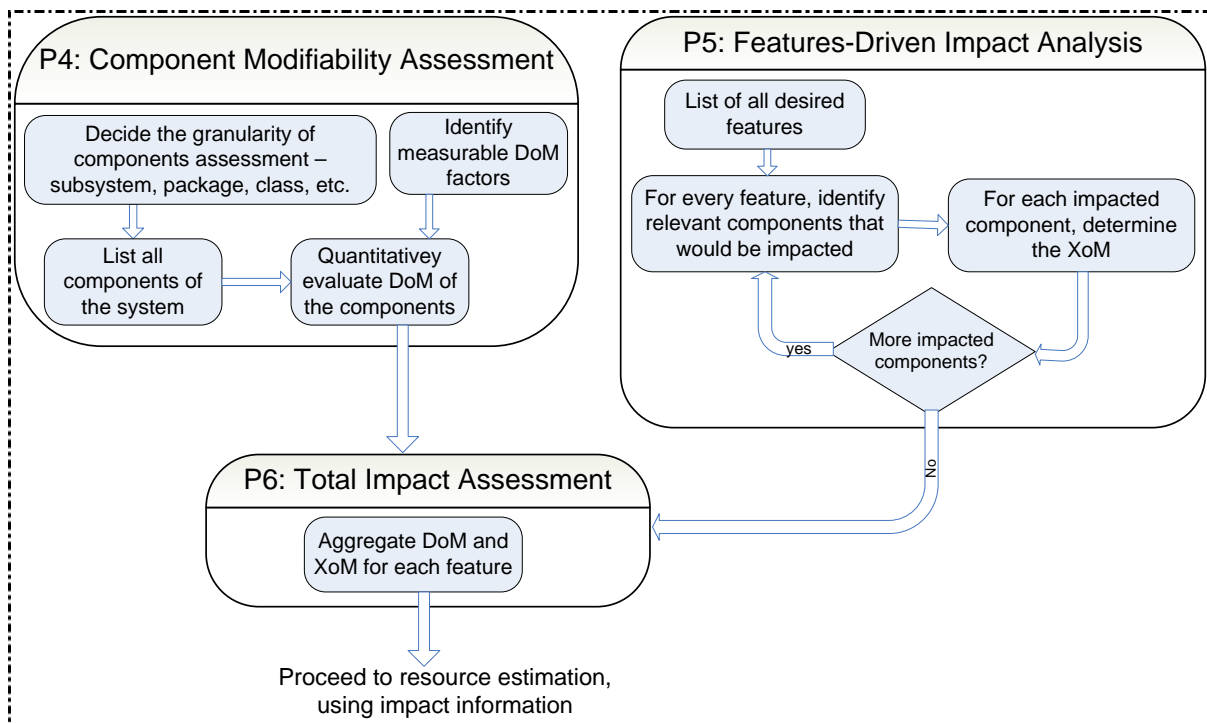 P4: Component Modifiability Assessment
Decide the granularity of
components assessment –
subsystem, package, class, etc.
Identify
measurable DoM
factors
List all
components of
the system
Quantitativey
evaluate DoM of
the components
P5: Features-Driven Impact Analysis
List of all desired
features
For every feature, identify
relevant components that
would be impacted
For each impacted
component, determine
the XoM
More impacted
components?
yes
No
P6: Total Impact Assessment
Aggregate DoM and
XoM for each feature
Proceed to resource estimation,
using impact information